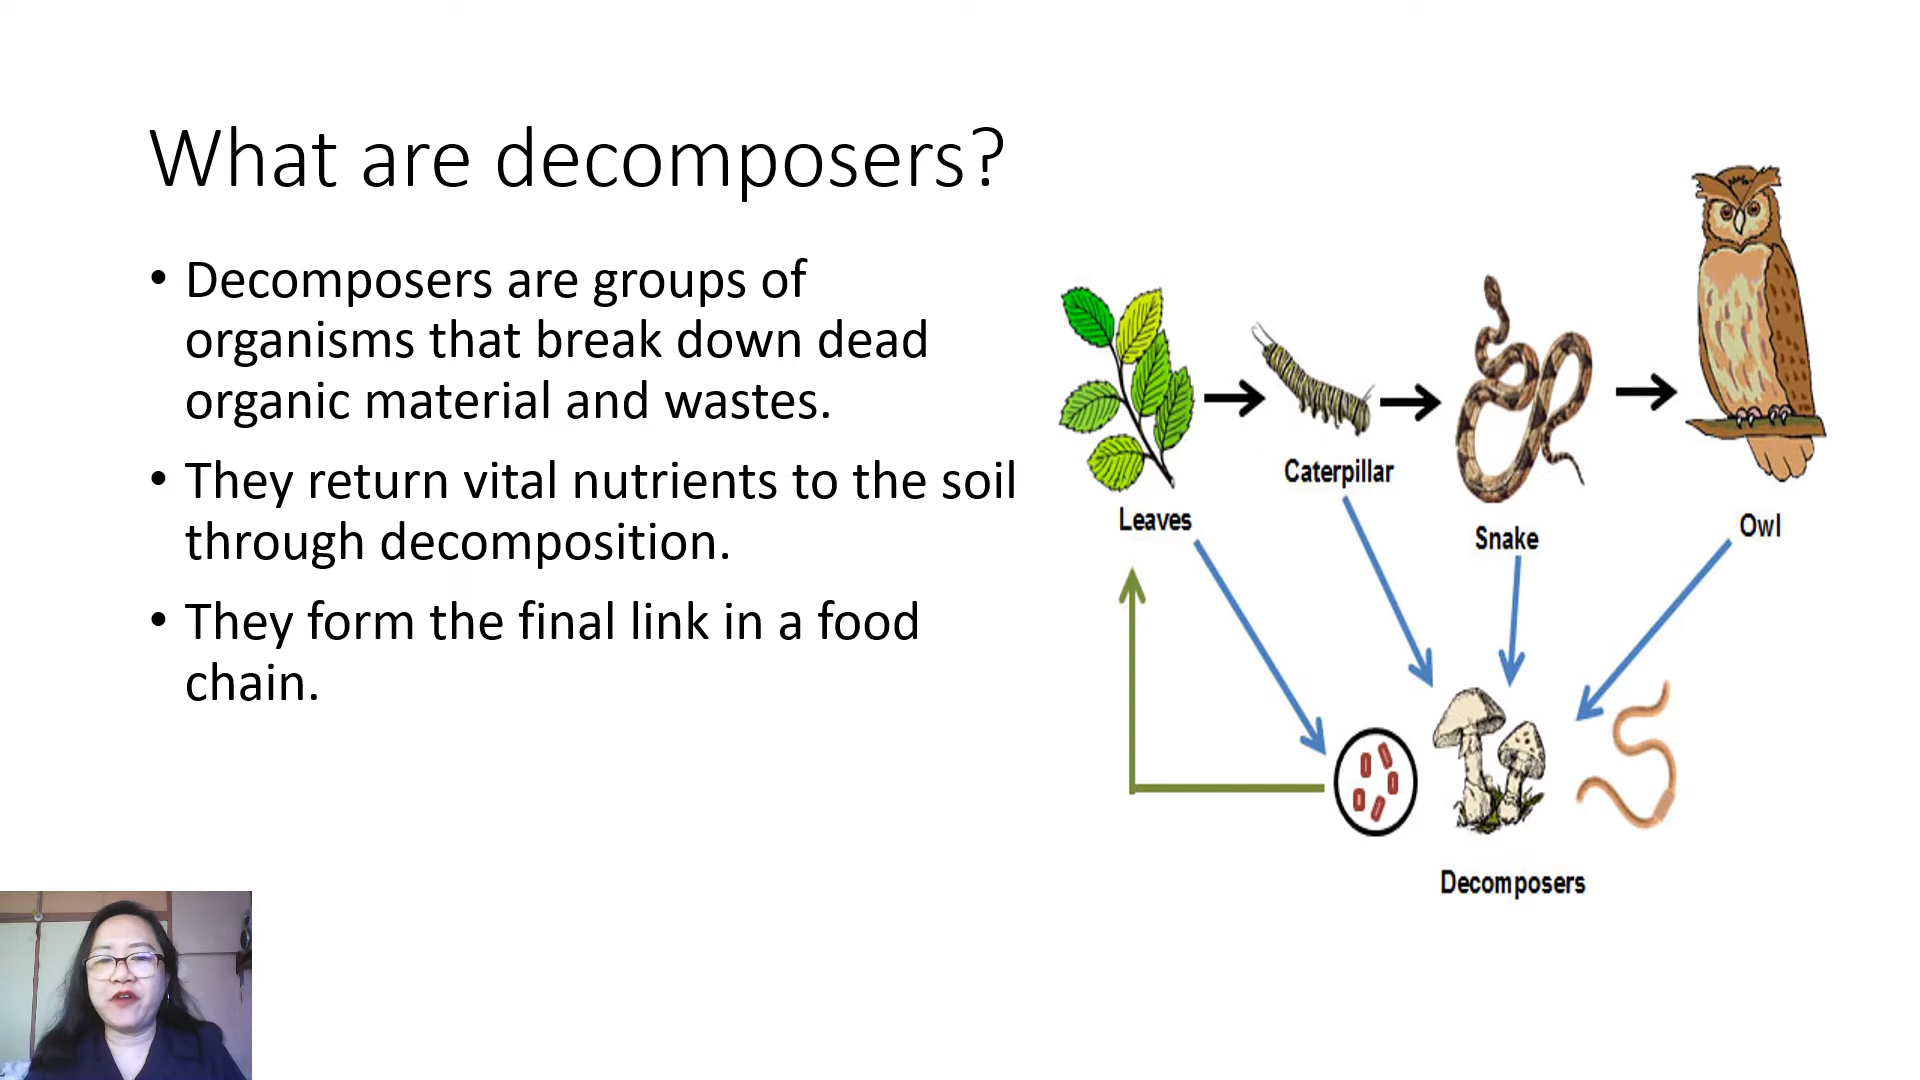 What are decomposers?
• Decomposers are groups of
organisms that break down dead
organic material and wastes.
• They return vital nutrients to the soil
through decomposition.
• They form the final link in a food
chain.
Leaves
Caterpillar
Snake
Owl
Decomposers